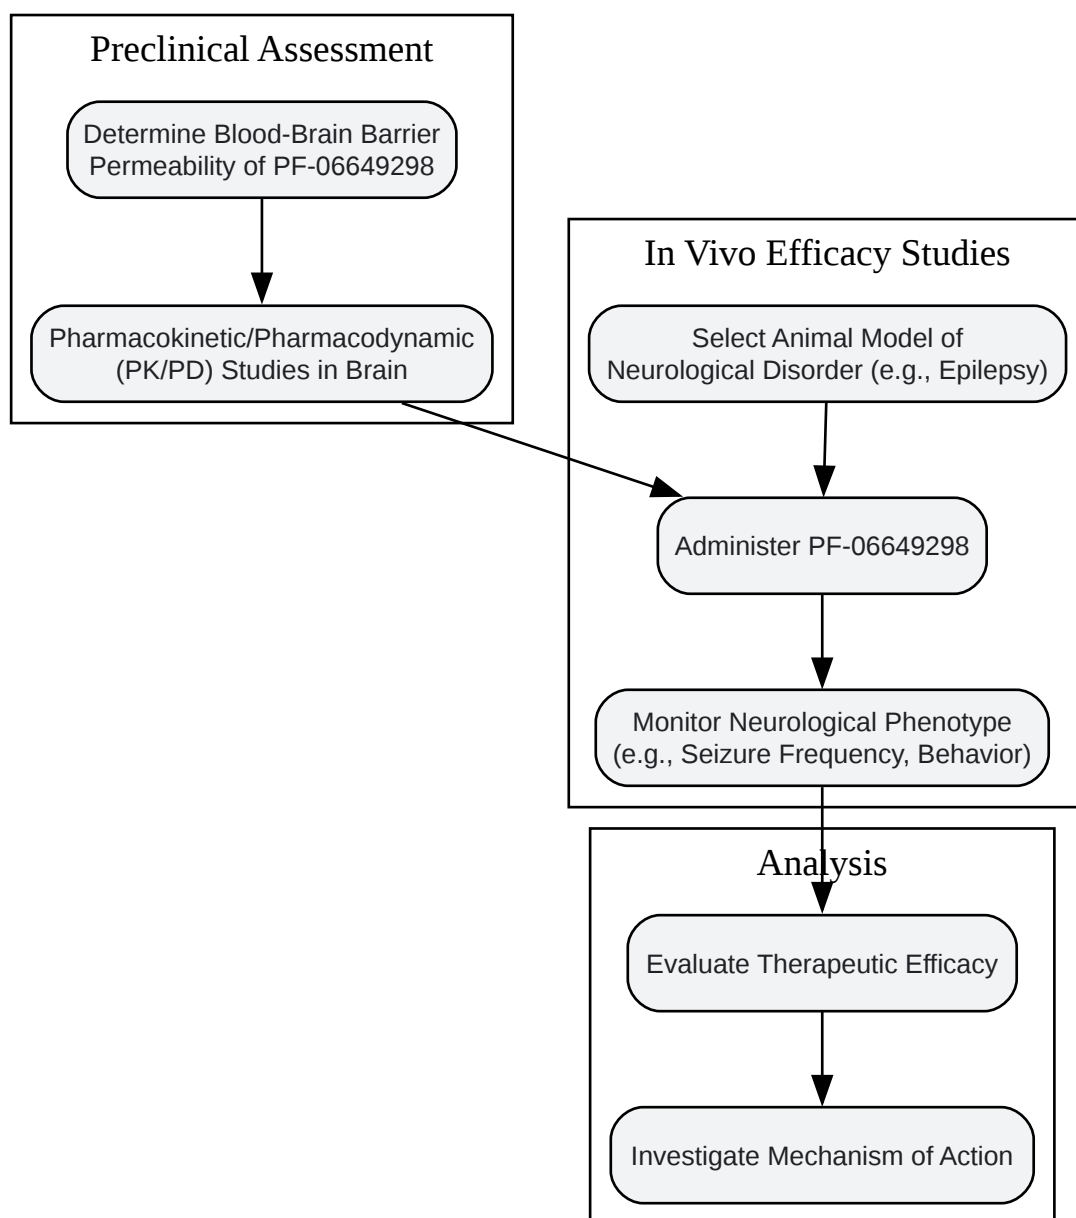 Preclinical Assessment
Determine Blood-Brain Barrier
Permeability of PF-06649298
Pharmacokinetic/Pharmacodynamic
(PK/PD) Studies in Brain
In Vivo Efficacy Studies
Select Animal Model of
Neurological Disorder (e.g., Epilepsy)
Administer PF-06649298
Monitor Neurological Phenotype
(e.g., Seizure Frequency, Behavior)
Analysis
Evaluate Therapeutic Efficacy
Investigate Mechanism of Action